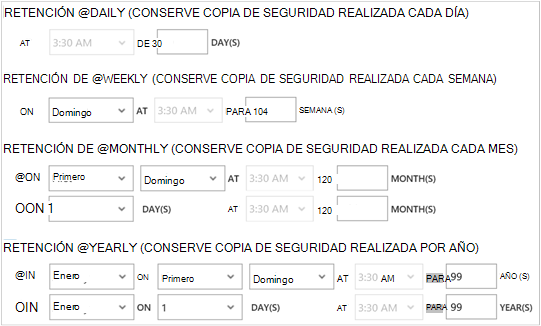 RETENCIÓN @DAILY (CONSERVE COPIA DE SEGURIDAD REALIZADA CADA DÍA)
AT 3:30 AM DE 30 DAY(S)
RETENCIÓN DE @WEEKLY (CONSERVE COPIA DE SEGURIDAD REALIZADA CADA SEMANA)
ON Domingo AT 3:30 AM PARA 104 SEMANA (S)
RETENCIÓN DE @MONTHLY (CONSERVE COPIA DE SEGURIDAD REALIZADA CADA MES)
@ON Primero Domingo AT 3:30 AM 120 MONTH(S)
OON 1 DAY(S) AT 3:30 AM 120 MONTH(S)
RETENCIÓN @YEARLY (CONSERVE COPIA DE SEGURIDAD REALIZADA POR AÑO)
@IN Enero ON Primero Domingo AT 3:30 AM PARA 99 AÑO (S)
OIN Enero ON 1 DAY(S) AT 3:30 AM PARA 99 YEAR(S)